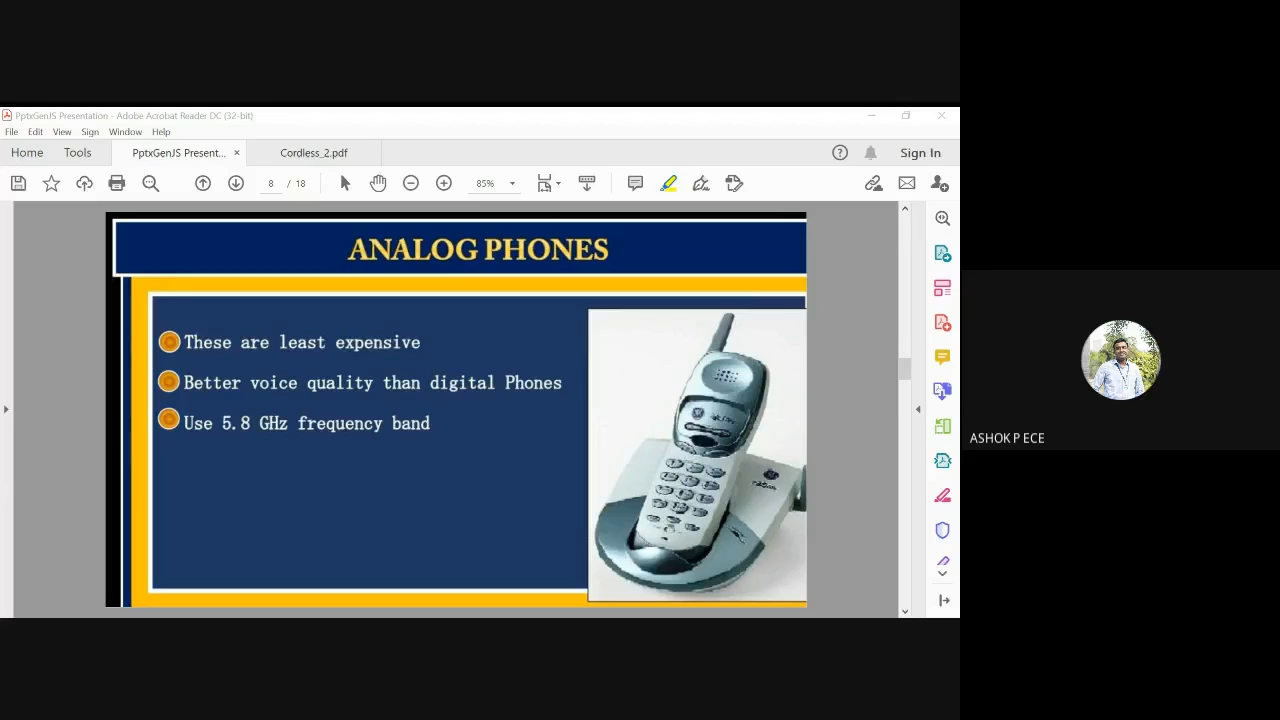 PptxGenJS Presentation - Adobe Acrobat Reader DC (32-bit)
File Edit View Sign Window Help
Home Tools PptxGenJS Present... × Cordless_2.pdf Sign In
8 / 18 85%
ANALOG PHONES
These are least expensive
Better voice quality than digital Phones
Use 5.8 GHz frequency band
ASHOK P ECE